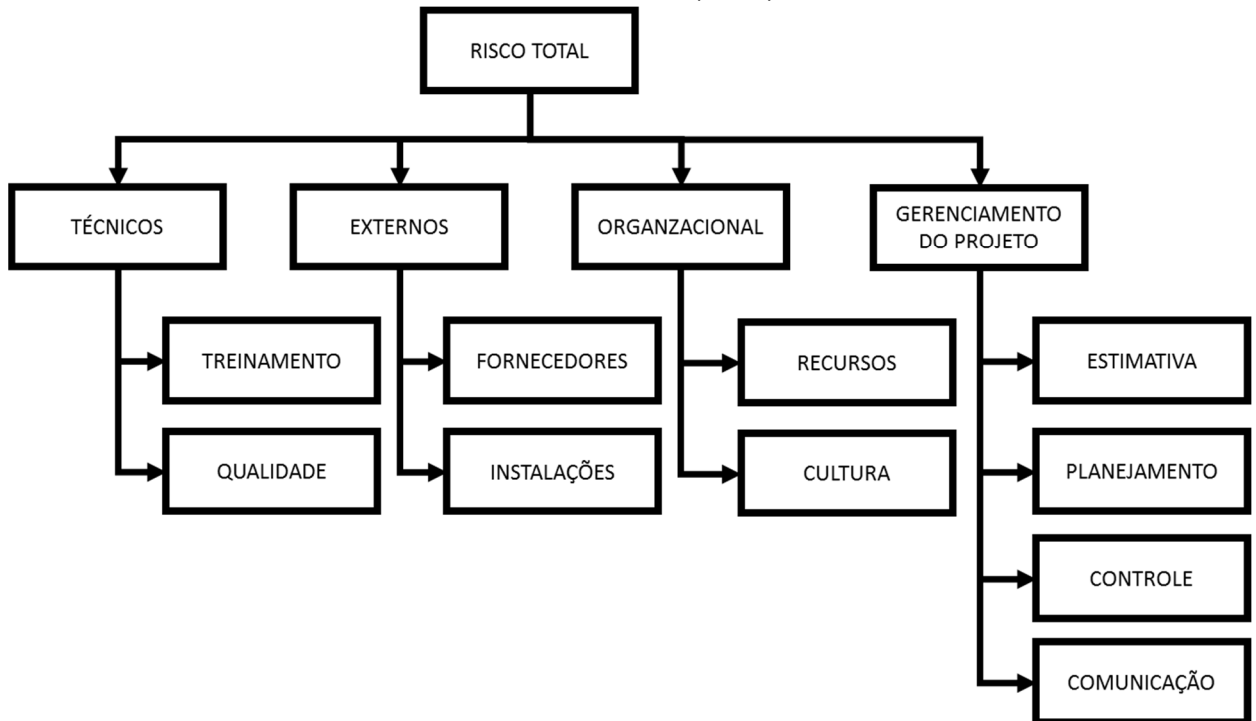 RISCO TOTAL
TÉCNICOS
EXTERNOS
ORGANZACIONAL
GERENCIAMENTO
DO PROJETO
TREINAMENTO
FORNECEDORES
RECURSOS
ESTIMATIVA
QUALIDADE
INSTALAÇÕES
CULTURA
PLANEJAMENTO
CONTROLE
COMUNICAÇÃO